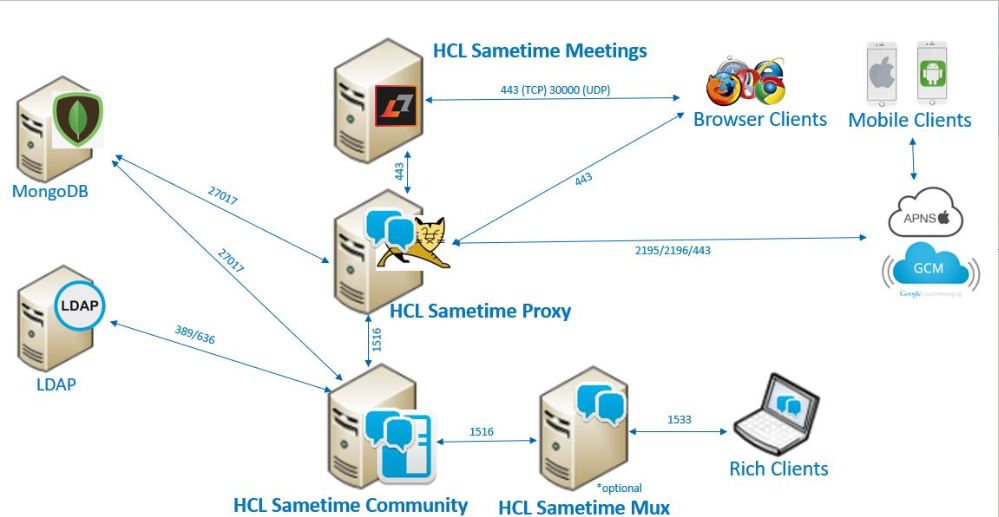 HCL Sametime Meetings
443 (TCP) 30000 (UDP)
Browser Clients
Mobile Clients
MongoDB
27017
443
443
APNS
2195/2196/443
GCM
Google cloud messaging
27017
HCL Sametime Proxy
LDAP
389/636
LDAP
1516
1516
1533
Rich Clients
*optional
HCL Sametime Community
HCL Sametime Mux